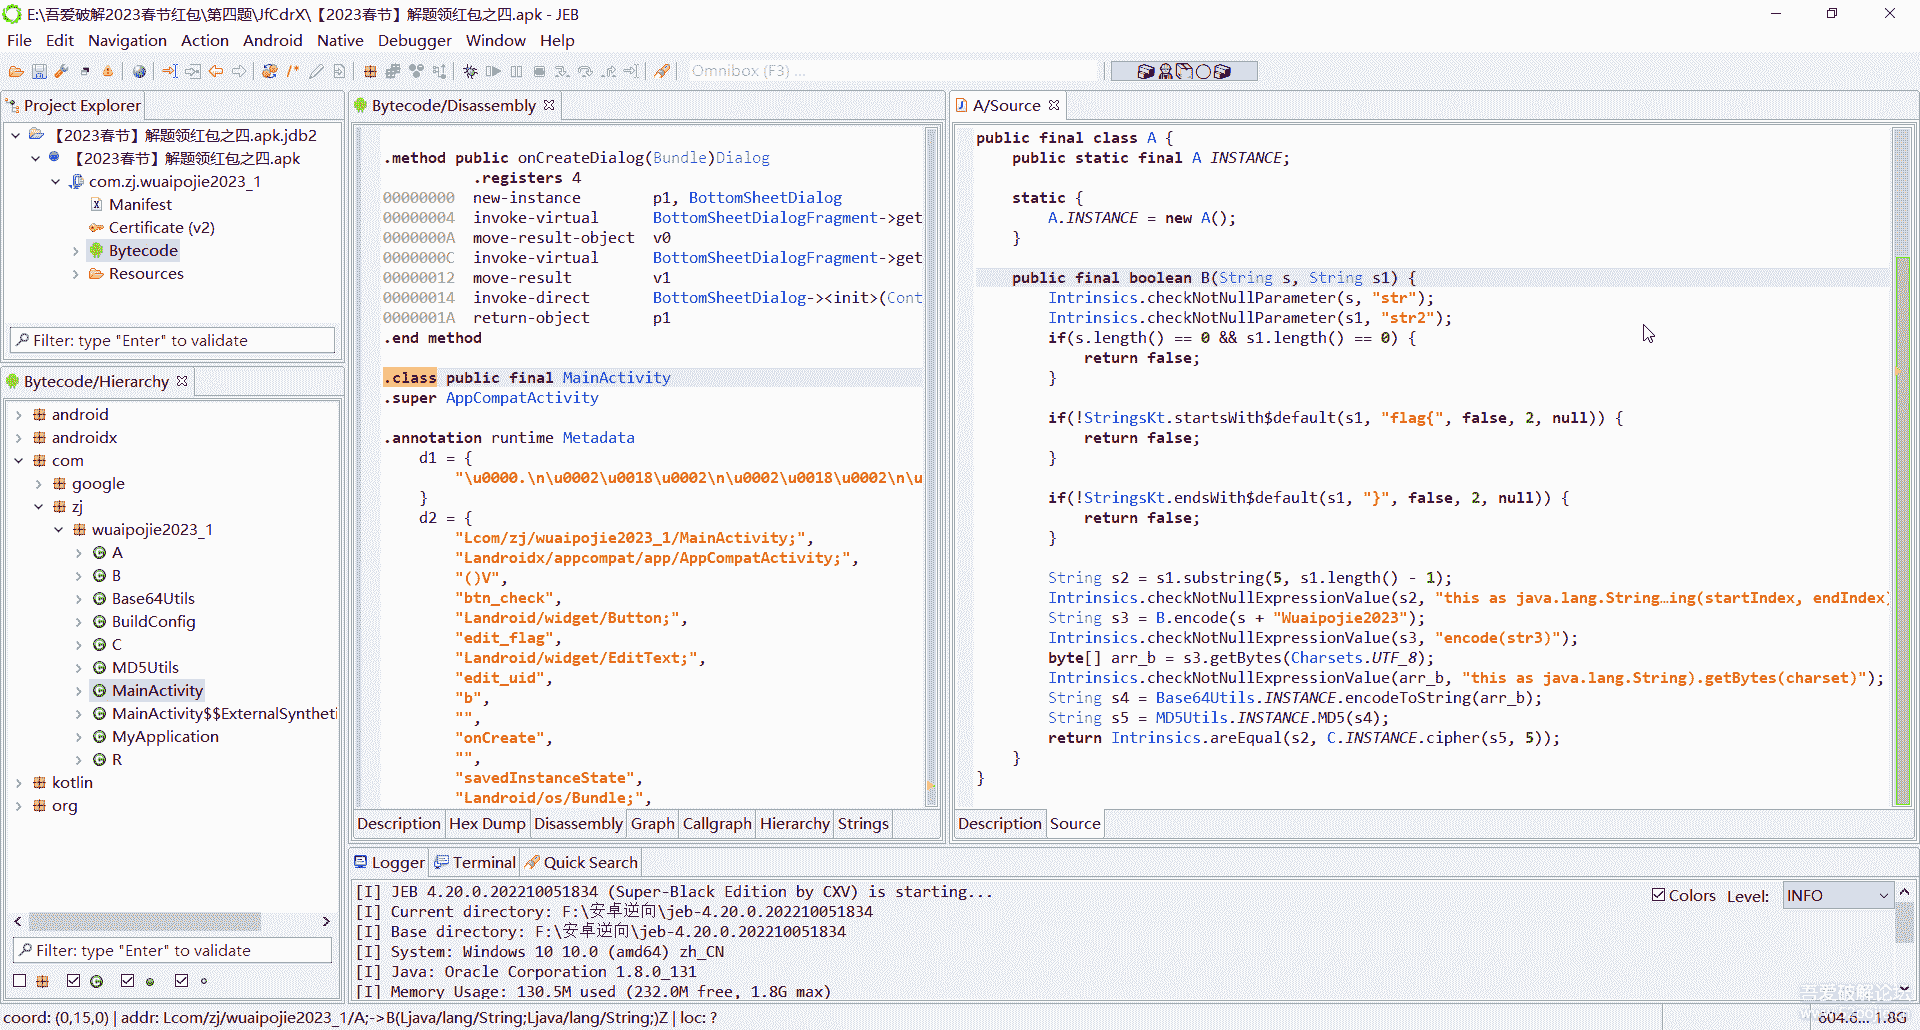 E:\吾爱破解2023春节红包\第四题\JfCdrX\【2023春节】解题领红包之四.apk - JEB
File Edit Navigation Action Android Native Debugger Window Help
Omnibox (F3) ...
Project Explorer
【2023春节】解题领红包之四.apk.jdb2
【2023春节】解题领红包之四.apk
com.zj.wuaipojie2023_1
Manifest
Certificate (v2)
Bytecode
Resources
Filter: type "Enter" to validate
Bytecode/Hierarchy
android
androidx
com
google
zj
wuaipojie2023_1
A
B
Base64Utils
BuildConfig
C
MD5Utils
MainActivity
MainActivity$$ExternalSyntheti
MyApplication
R
kotlin
org
Filter: type "Enter" to validate
Bytecode/Disassembly
.method public onCreateDialog(Bundle)Dialog
.registers 4
00000000 new-instance p1, BottomSheetDialog
00000004 invoke-virtual BottomSheetDialogFragment->get
0000000A move-result-object v0
0000000C invoke-virtual BottomSheetDialogFragment->get
00000012 move-result v1
00000014 invoke-direct BottomSheetDialog-><init>(Cont
0000001A return-object p1
.end method
.class public final MainActivity
.super AppCompatActivity
.annotation runtime Metadata
d1 = {
"\u0000.\n\u0002\u0018\u0002\n\u0002\u0018\u0002\n\u
}
d2 = {
"Lcom/zj/wuaipojie2023_1/MainActivity;",
"Landroidx/appcompat/app/AppCompatActivity;",
"()V",
"btn_check",
"Landroid/widget/Button;",
"edit_flag",
"Landroid/widget/EditText;",
"edit_uid",
"b",
"",
"onCreate",
"",
"savedInstanceState",
"Landroid/os/Bundle;",
Description Hex Dump Disassembly Graph Callgraph Hierarchy Strings
A/Source
public final class A {
public static final A INSTANCE;
static {
A.INSTANCE = new A();
}
public final boolean B(String s, String s1) {
Intrinsics.checkNotNullParameter(s, "str");
Intrinsics.checkNotNullParameter(s1, "str2");
if(s.length() == 0 && s1.length() == 0) {
return false;
}
if(!StringsKt.startsWith$default(s1, "flag{", false, 2, null)) {
return false;
}
if(!StringsKt.endsWith$default(s1, "}", false, 2, null)) {
return false;
}
String s2 = s1.substring(5, s1.length() - 1);
Intrinsics.checkNotNullExpressionValue(s2, "this as java.lang.String…ing(startIndex, endIndex)
String s3 = B.encode(s + "Wuaipojie2023");
Intrinsics.checkNotNullExpressionValue(s3, "encode(str3)");
byte[] arr_b = s3.getBytes(Charsets.UTF_8);
Intrinsics.checkNotNullExpressionValue(arr_b, "this as java.lang.String).getBytes(charset)");
String s4 = Base64Utils.INSTANCE.encodeToString(arr_b);
String s5 = MD5Utils.INSTANCE.MD5(s4);
return Intrinsics.areEqual(s2, C.INSTANCE.cipher(s5, 5));
}
}
Description Source
Logger Terminal Quick Search
[I] JEB 4.20.0.202210051834 (Super-Black Edition by CXV) is starting...
[I] Current directory: F:\安卓逆向\jeb-4.20.0.202210051834
[I] Base directory: F:\安卓逆向\jeb-4.20.0.202210051834
[I] System: Windows 10 10.0 (amd64) zh_CN
[I] Java: Oracle Corporation 1.8.0_131
[I] Memory Usage: 130.5M used (232.0M free, 1.8G max)
Colors Level: INFO
吾爱破解论坛
coord: (0,15,0) | addr: Lcom/zj/wuaipojie2023_1/A;->B(Ljava/lang/String;Ljava/lang/String;)Z | loc: ?
604.6... 1.8G